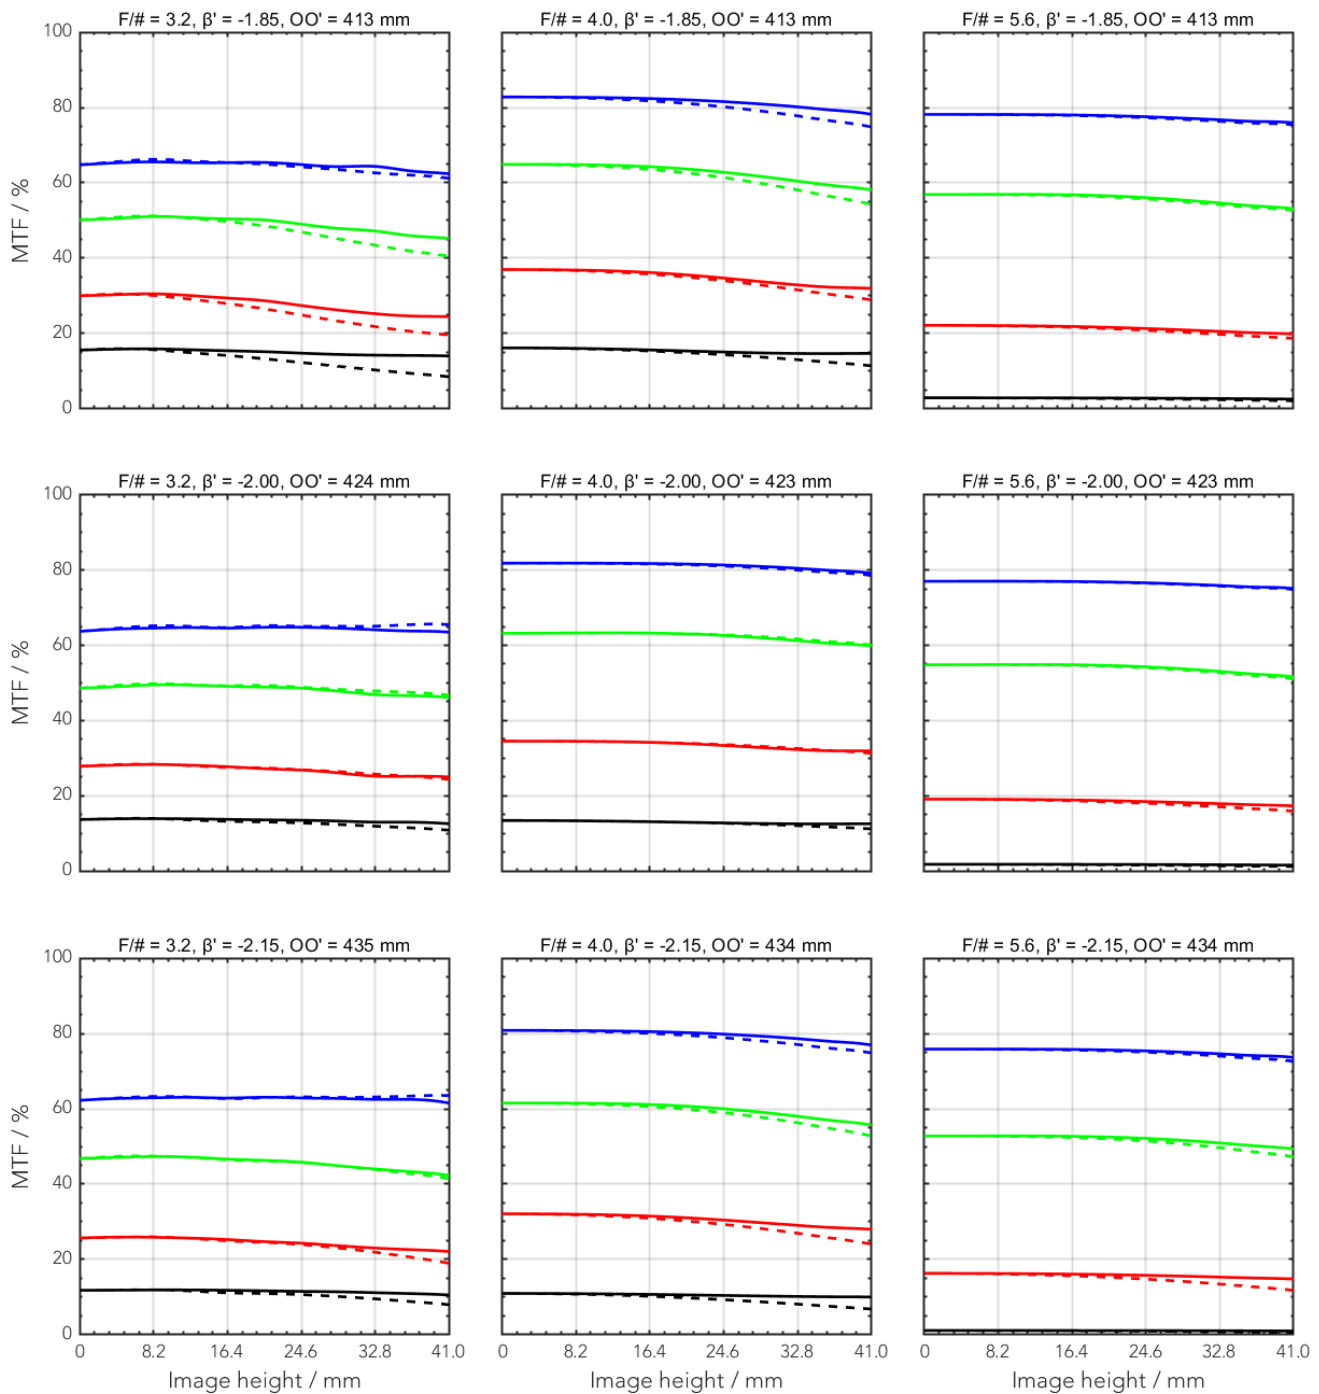 F/# = 3.2, β' = -1.85, OO' = 413 mm
F/# = 4.0, β' = -1.85, OO' = 413 mm
F/# = 5.6, β' = -1.85, OO' = 413 mm
100
80
60
40
20
0
MTF / %
F/# = 3.2, β' = -2.00, OO' = 424 mm
F/# = 4.0, β' = -2.00, OO' = 423 mm
F/# = 5.6, β' = -2.00, OO' = 423 mm
100
80
60
40
20
0
MTF / %
F/# = 3.2, β' = -2.15, OO' = 435 mm
F/# = 4.0, β' = -2.15, OO' = 434 mm
F/# = 5.6, β' = -2.15, OO' = 434 mm
100
80
60
40
20
0
MTF / %
0 8.2 16.4 24.6 32.8 41.0
0 8.2 16.4 24.6 32.8 41.0
0 8.2 16.4 24.6 32.8 41.0
Image height / mm
Image height / mm
Image height / mm